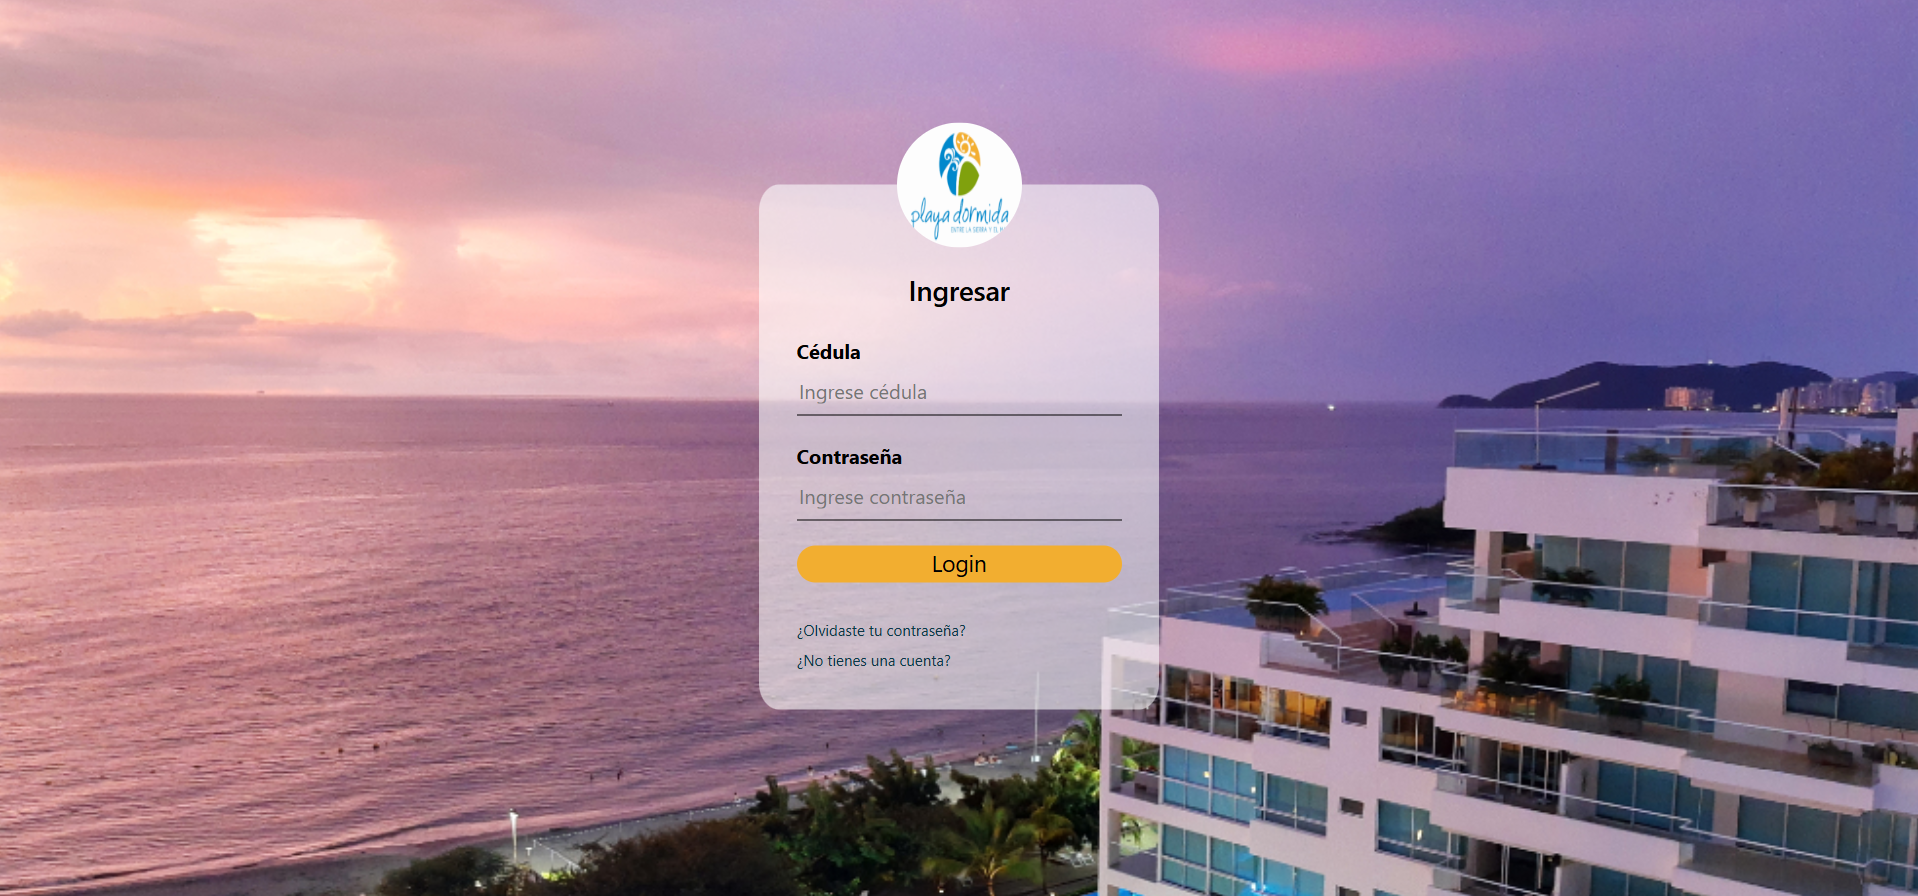 playa dormida
ENTRE LA SIERRA Y EL
Ingresar
Cédula
Ingrese cédula
Contraseña
Ingrese contraseña
Login
¿Olvidaste tu contraseña?
¿No tienes una cuenta?